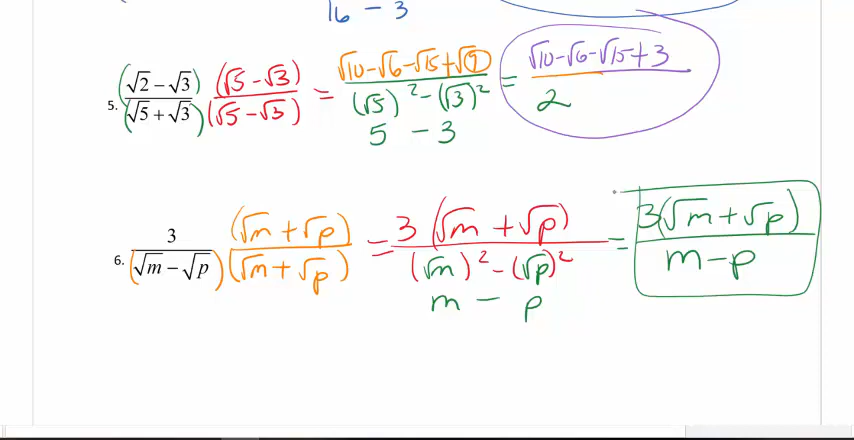 16 − 3
5. (√2 − √3)/(√5 + √3) (√5 − √3)/(√5 − √3) = (√10 − √6 − √15 + √9)/((√5)² − (√3)²) = (√10 − √6 − √15 + 3)/2
5 − 3
6. 3/(√m − √p) (√m + √p)/(√m + √p) = 3(√m + √p)/((√m)² − (√p)²) = 3(√m + √p)/(m − p)
m − p